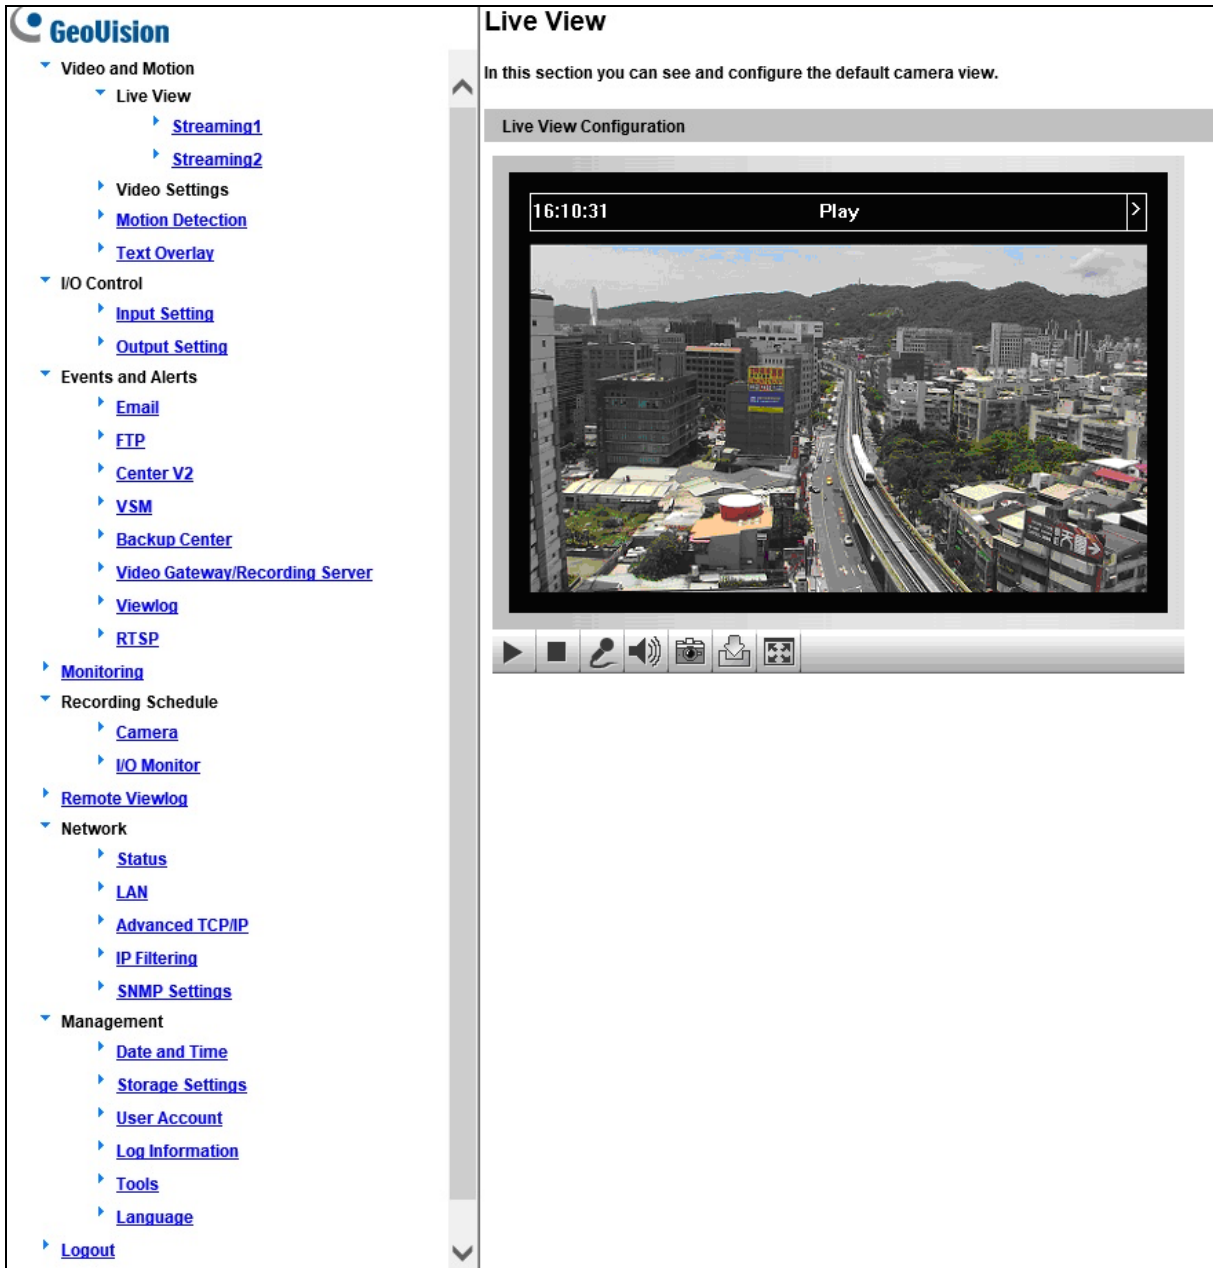 GeoVision
Video and Motion
Live View
Streaming1
Streaming2
Video Settings
Motion Detection
Text Overlay
I/O Control
Input Setting
Output Setting
Events and Alerts
Email
FTP
Center V2
VSM
Backup Center
Video Gateway/Recording Server
Viewlog
RTSP
Monitoring
Recording Schedule
Camera
I/O Monitor
Remote Viewlog
Network
Status
LAN
Advanced TCP/IP
IP Filtering
SNMP Settings
Management
Date and Time
Storage Settings
User Account
Log Information
Tools
Language
Logout
Live View
In this section you can see and configure the default camera view.
Live View Configuration
16:10:31 Play >